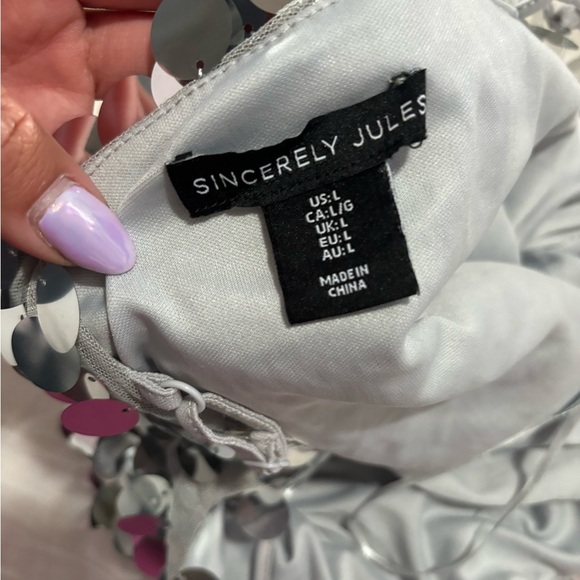 SINCERELY JULES
US:L
CA:L/G
UK:L
EU:L
AU:L
MADE IN
CHINA